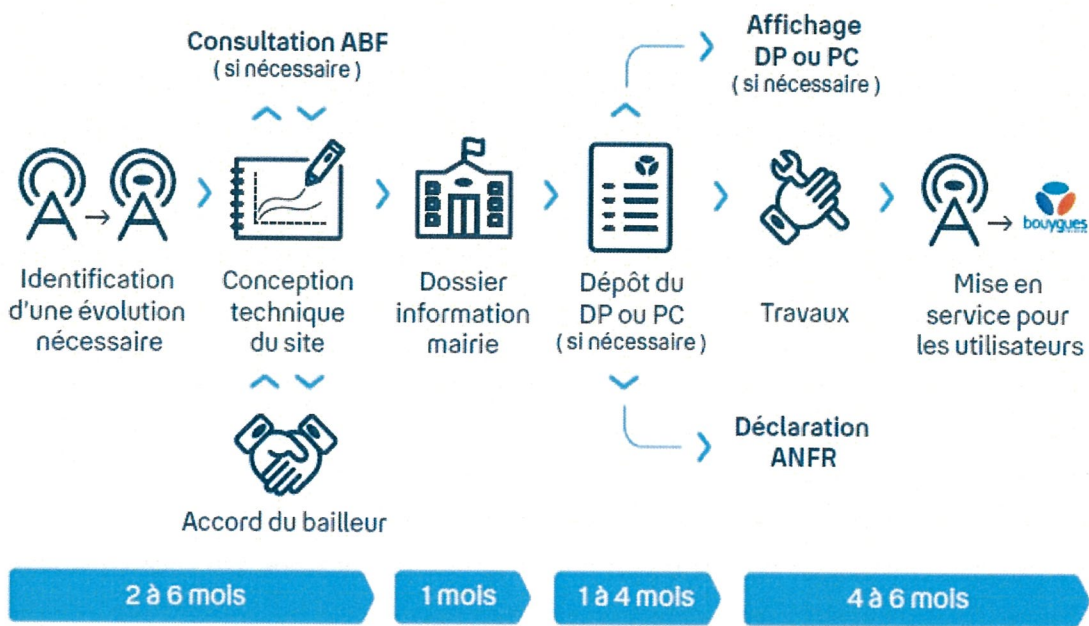 Consultation ABF
( si nécessaire )
Affichage
DP ou PC
( si nécessaire )
Identification
d'une évolution
nécessaire
Conception
technique
du site
Dossier
information
mairie
Dépôt du
DP ou PC
( si nécessaire )
Travaux
bouygues
Mise en
service pour
les utilisateurs
Accord du bailleur
Déclaration
ANFR
2 à 6 mois
1 mois
1 à 4 mois
4 à 6 mois